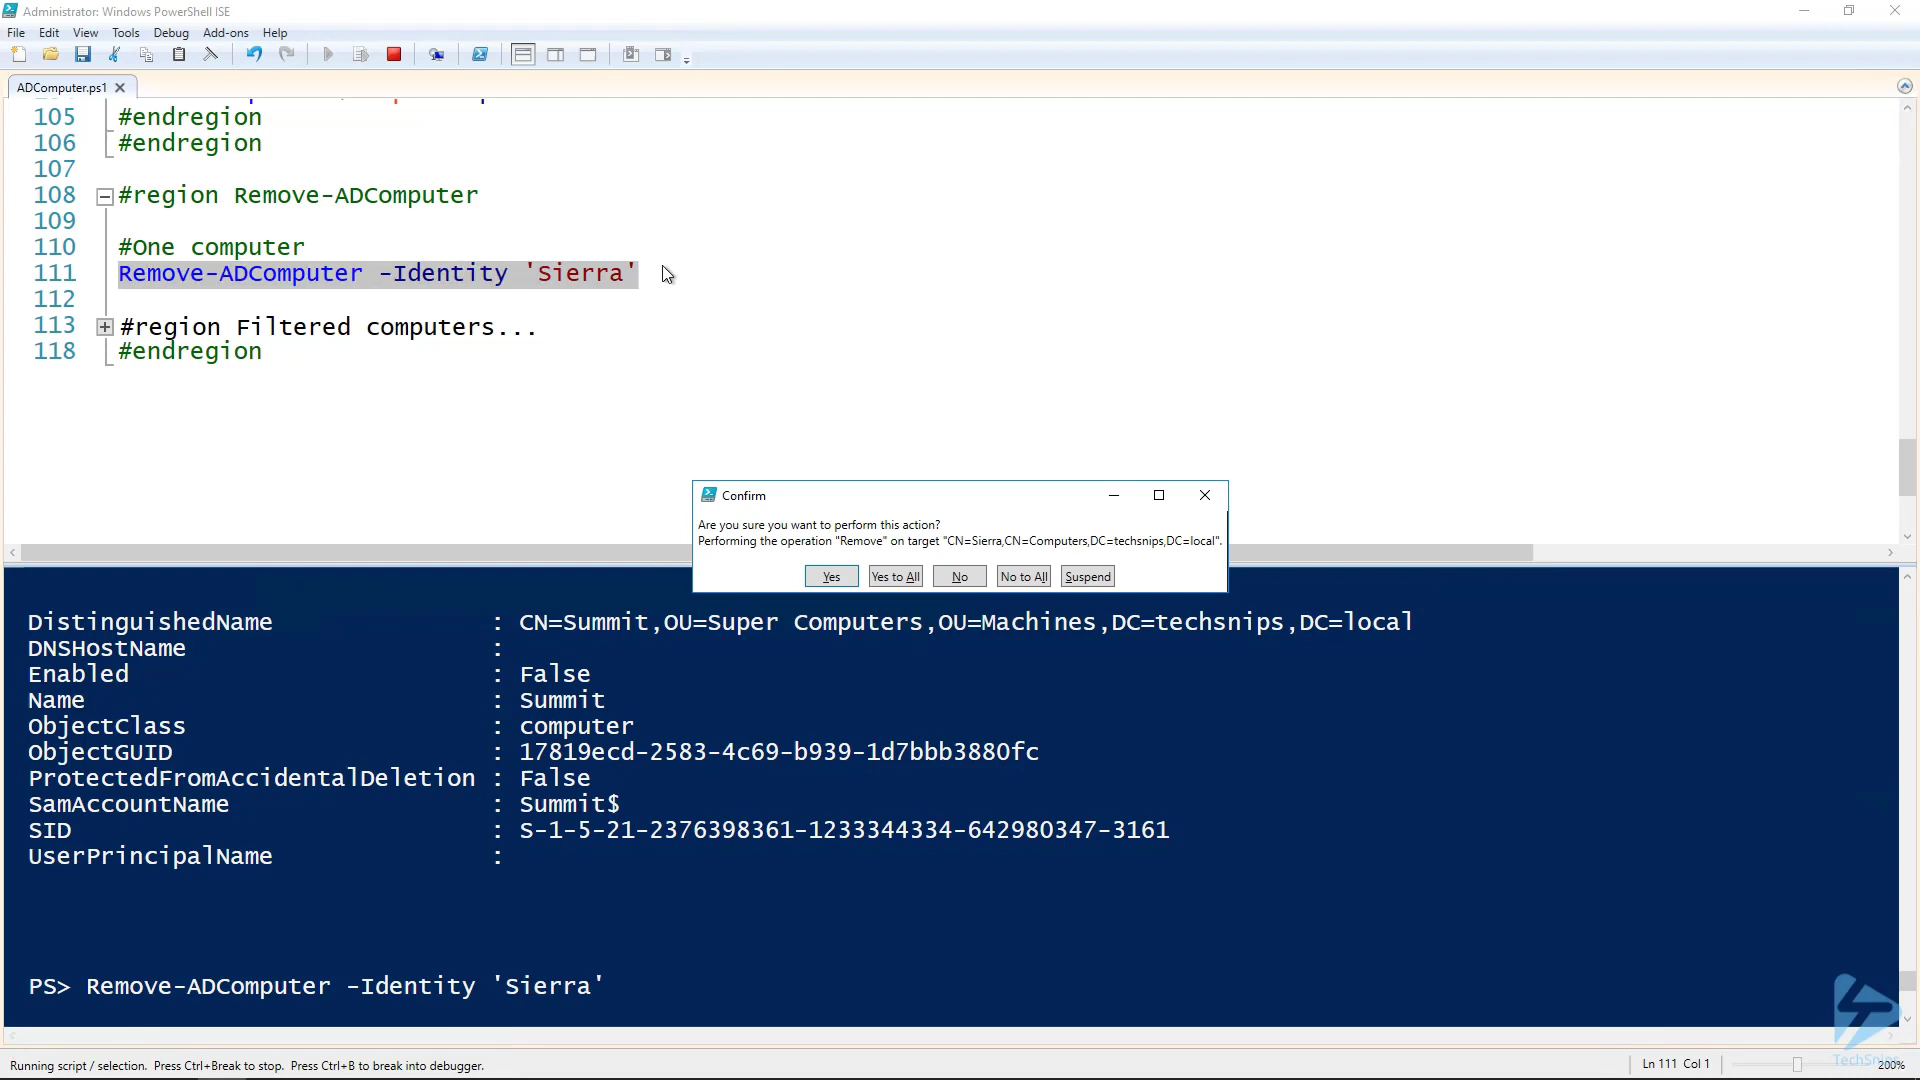 Administrator: Windows PowerShell ISE
File Edit View Tools Debug Add-ons Help
ADComputer.ps1
105 #endregion
106 #endregion
107
108 #region Remove-ADComputer
109
110 #One computer
111 Remove-ADComputer -Identity 'Sierra'
112
113 #region Filtered computers...
118 #endregion
Confirm
Are you sure you want to perform this action?
Performing the operation "Remove" on target "CN=Sierra,CN=Computers,DC=techsnips,DC=local".
Yes Yes to All No No to All Suspend
DistinguishedName : CN=Summit,OU=Super Computers,OU=Machines,DC=techsnips,DC=local
DNSHostName :
Enabled : False
Name : Summit
ObjectClass : computer
ObjectGUID : 17819ecd-2583-4c69-b939-1d7bbb3880fc
ProtectedFromAccidentalDeletion : False
SamAccountName : Summit$
SID : S-1-5-21-2376398361-1233344334-642980347-3161
UserPrincipalName :
PS> Remove-ADComputer -Identity 'Sierra'
Running script / selection. Press Ctrl+Break to stop. Press Ctrl+B to break into debugger.
Ln 111 Col 1
200%